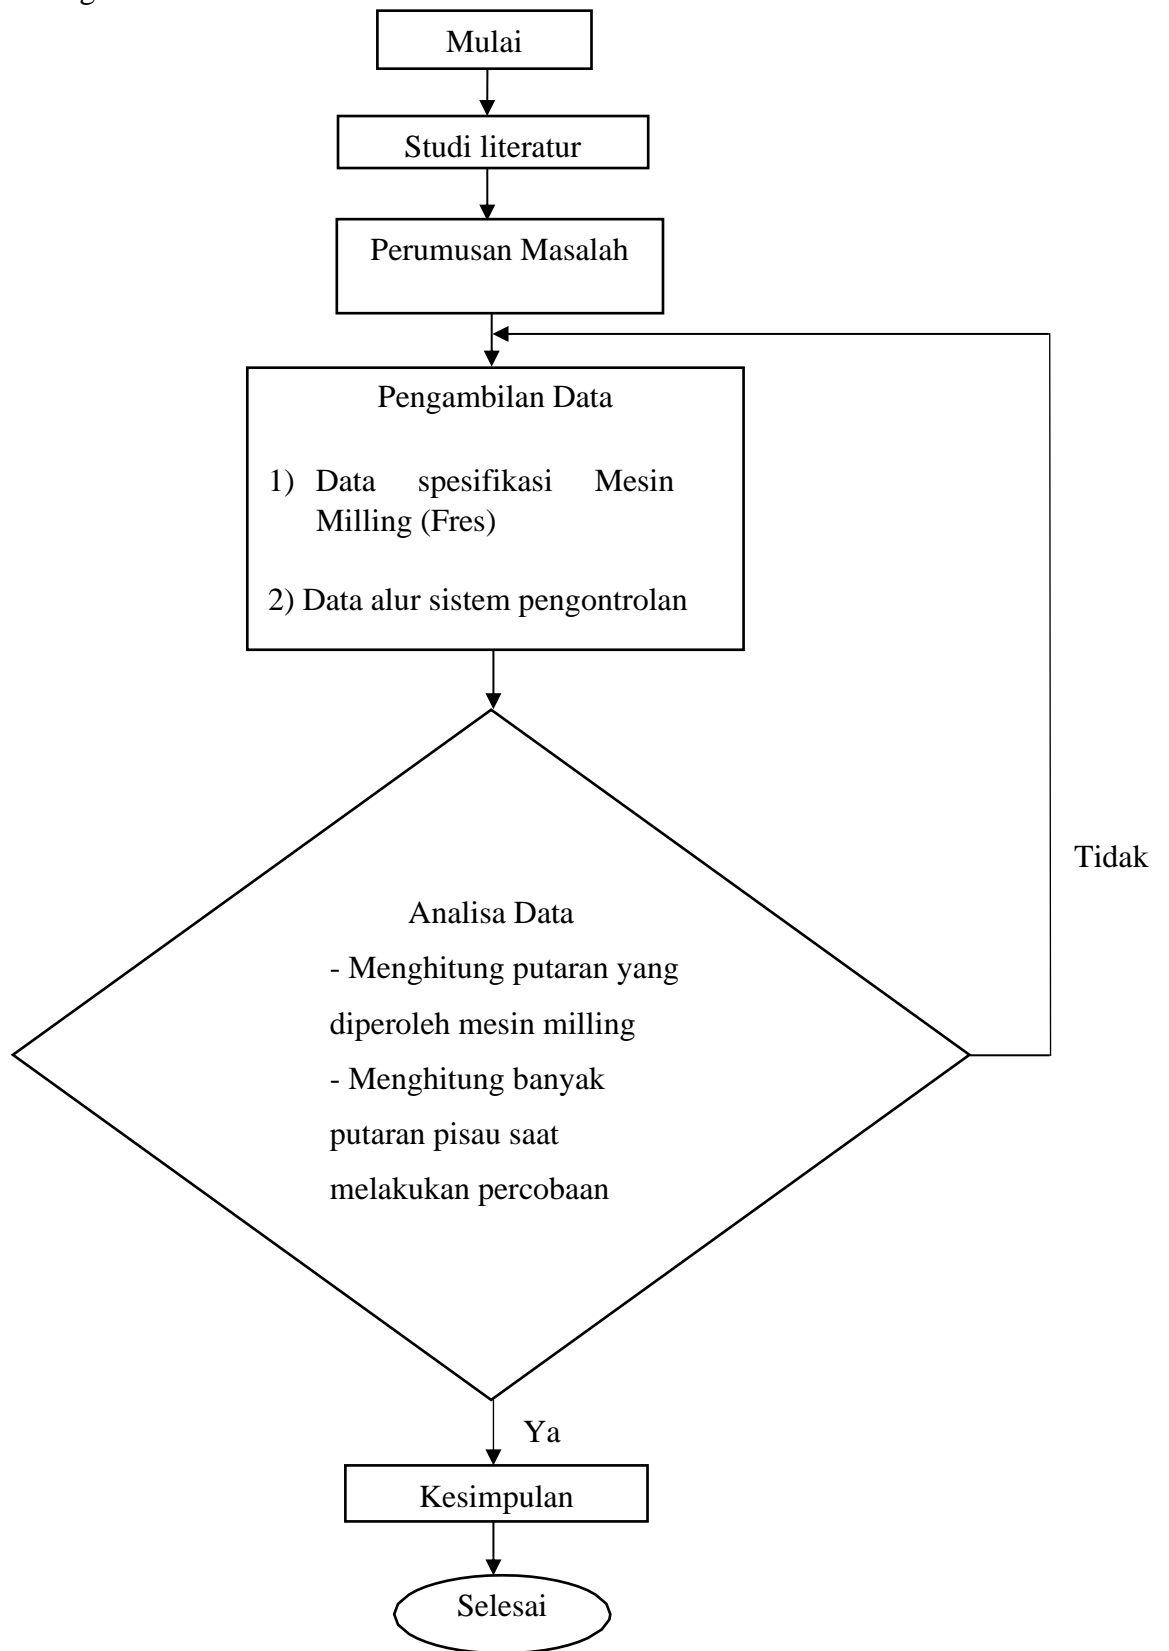 Mulai
Studi literatur
Perumusan Masalah
Pengambilan Data
1) Data spesifikasi Mesin
Milling (Fres)
2) Data alur sistem pengontrolan
Tidak
Analisa Data
- Menghitung putaran yang
diperoleh mesin milling
- Menghitung banyak
putaran pisau saat
melakukan percobaan
Ya
Kesimpulan
Selesai